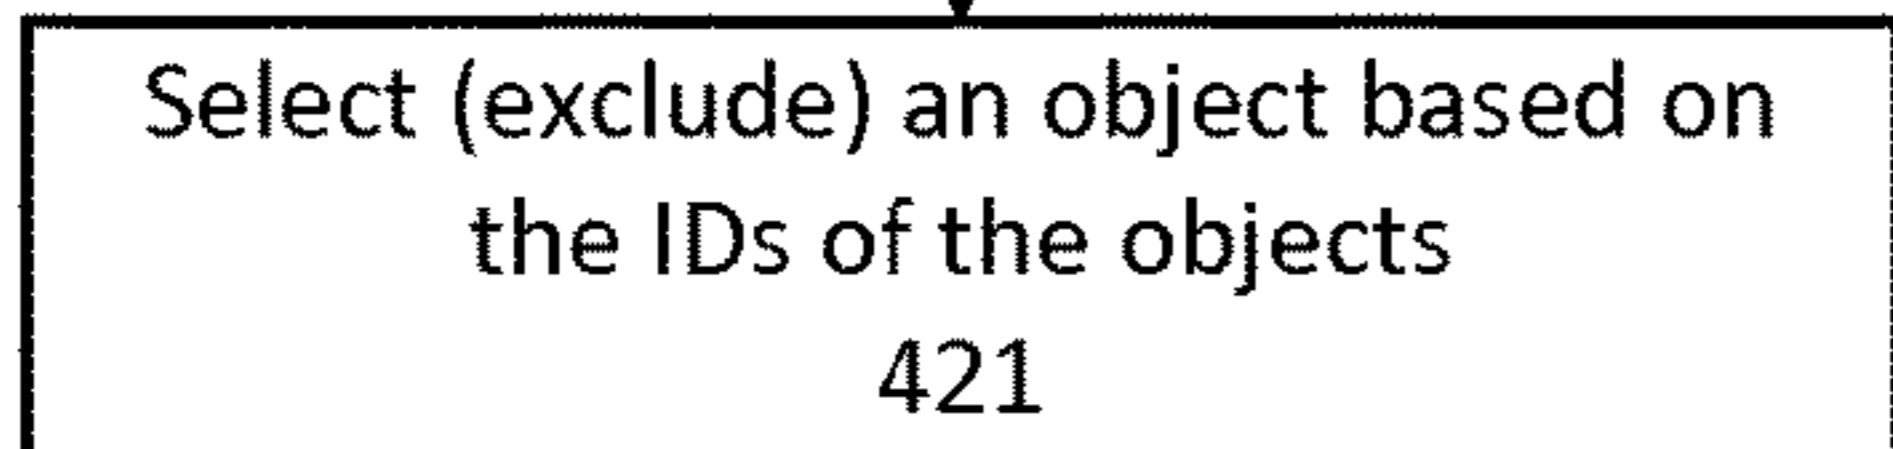 Select (exclude) an object based on
the IDs of the objects
421